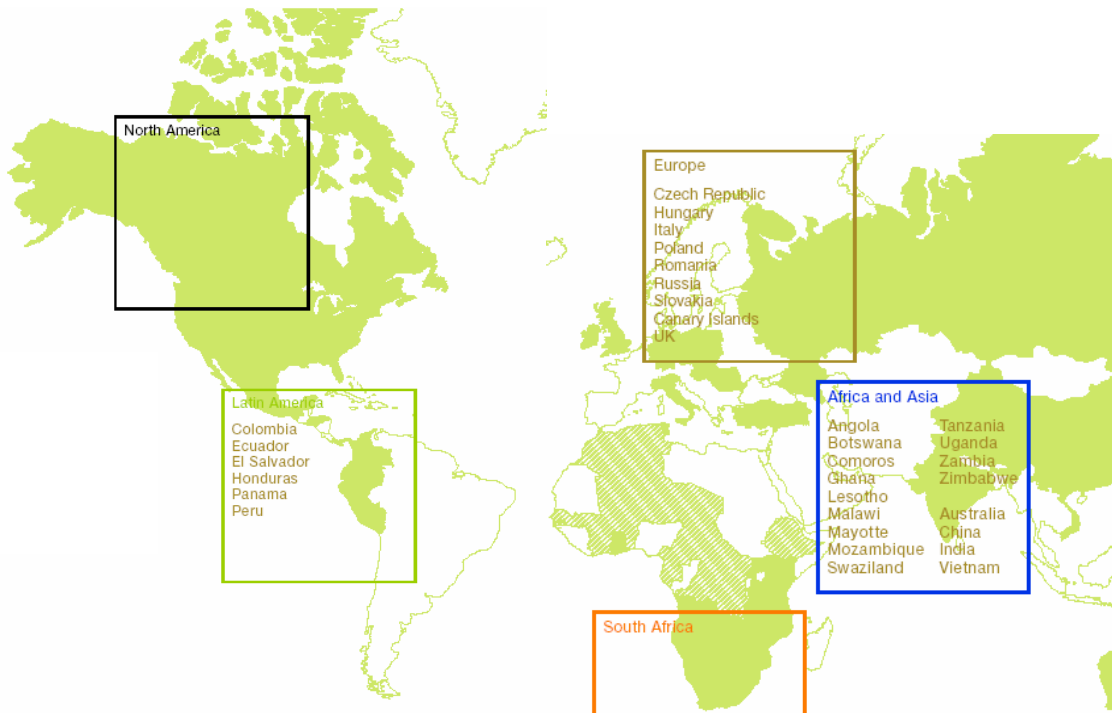 North America
Latin America
Colombia
Ecuador
El Salvador
Honduras
Panama
Peru
Europe
Czech Republic
Hungary
Italy
Poland
Romania
Russia
Slovakia
Canary Islands
UK
Africa and Asia
Angola
Botswana
Comoros
Ghana
Lesotho
Malawi
Mayotte
Mozambique
Swaziland
Tanzania
Uganda
Zambia
Zimbabwe
Australia
China
India
Vietnam
South Africa